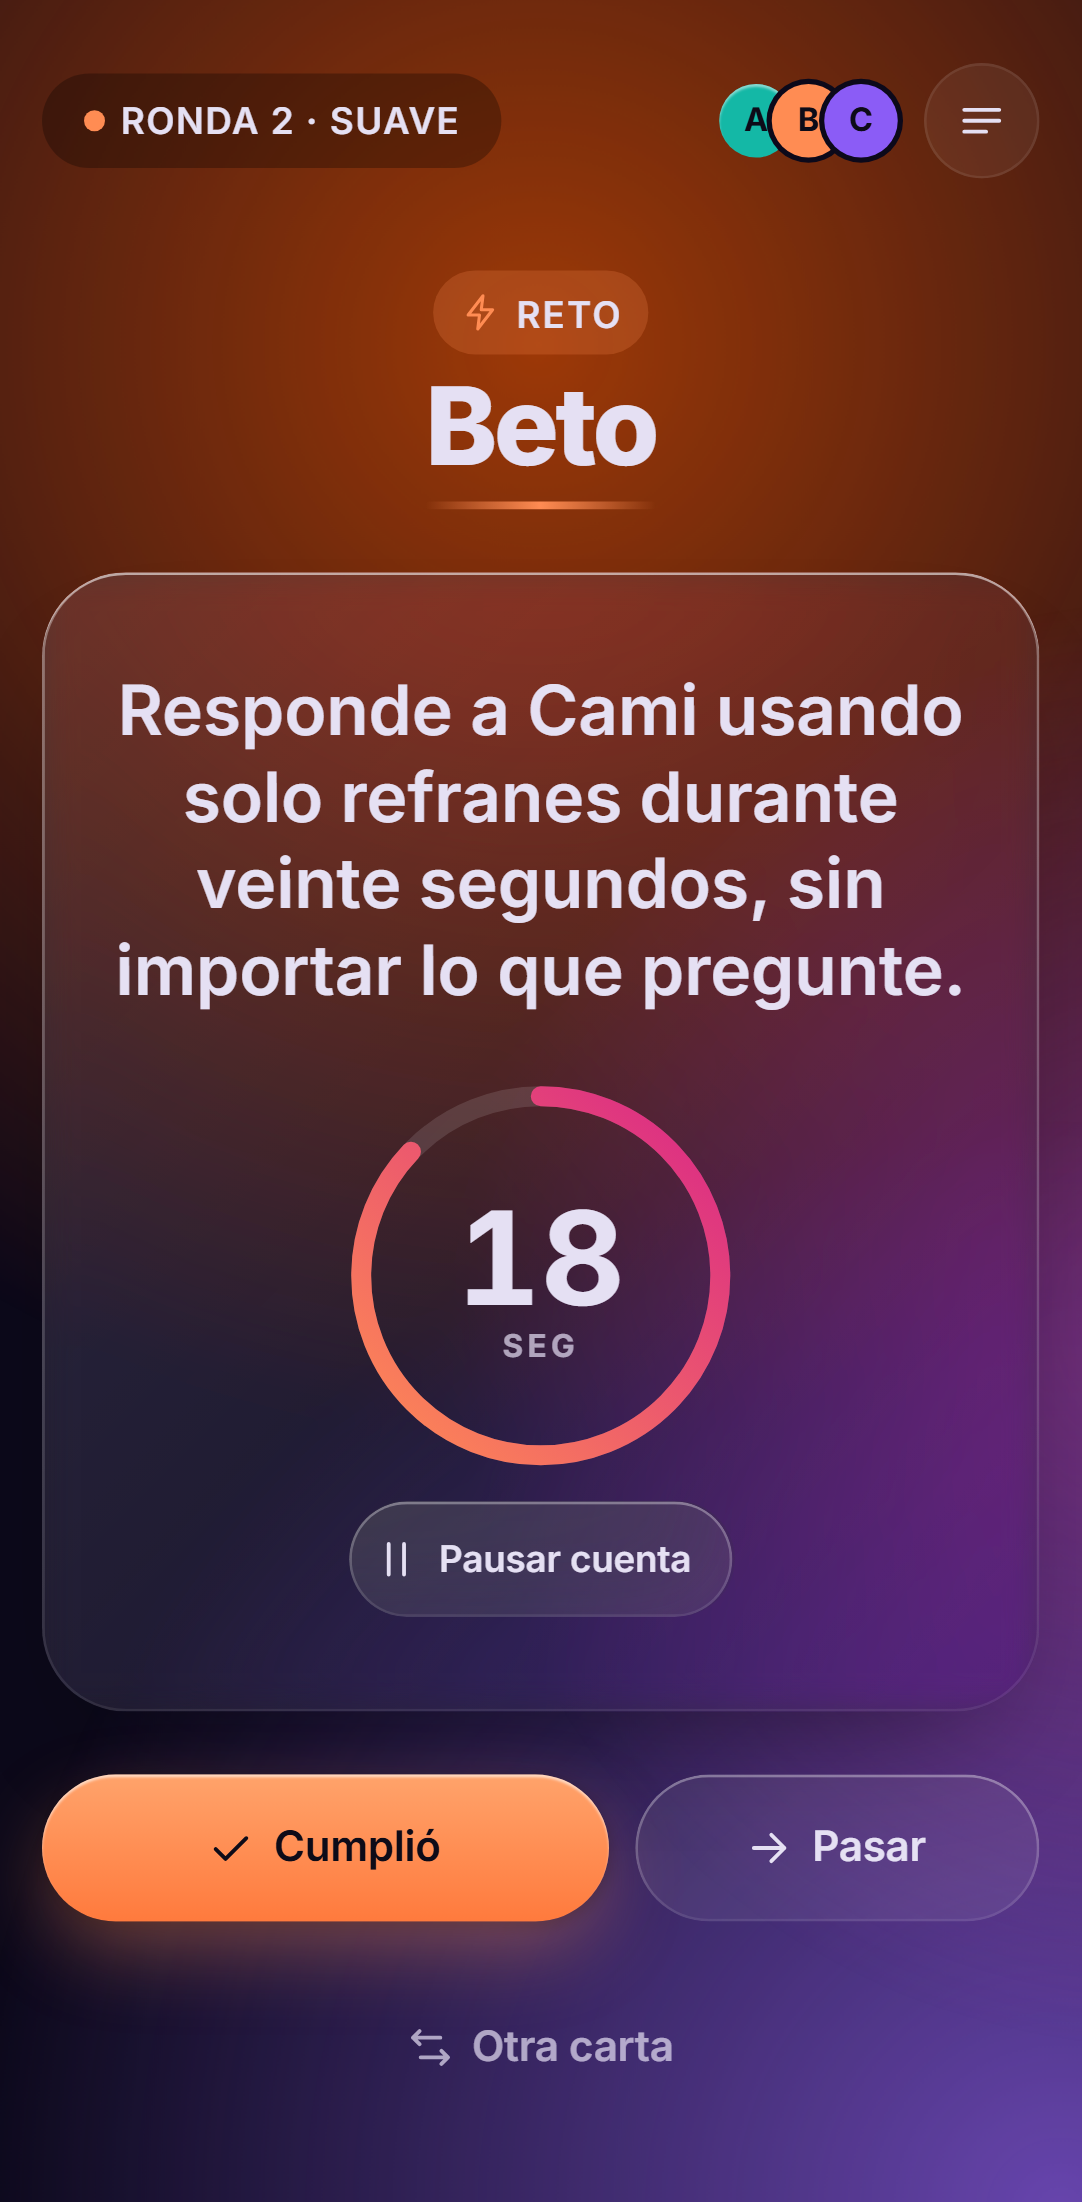 RONDA 2 · SUAVE
A B C
RETO
Beto
Responde a Cami usando
solo refranes durante
veinte segundos, sin
importar lo que pregunte.
18
SEG
Pausar cuenta
Cumplió
Pasar
Otra carta